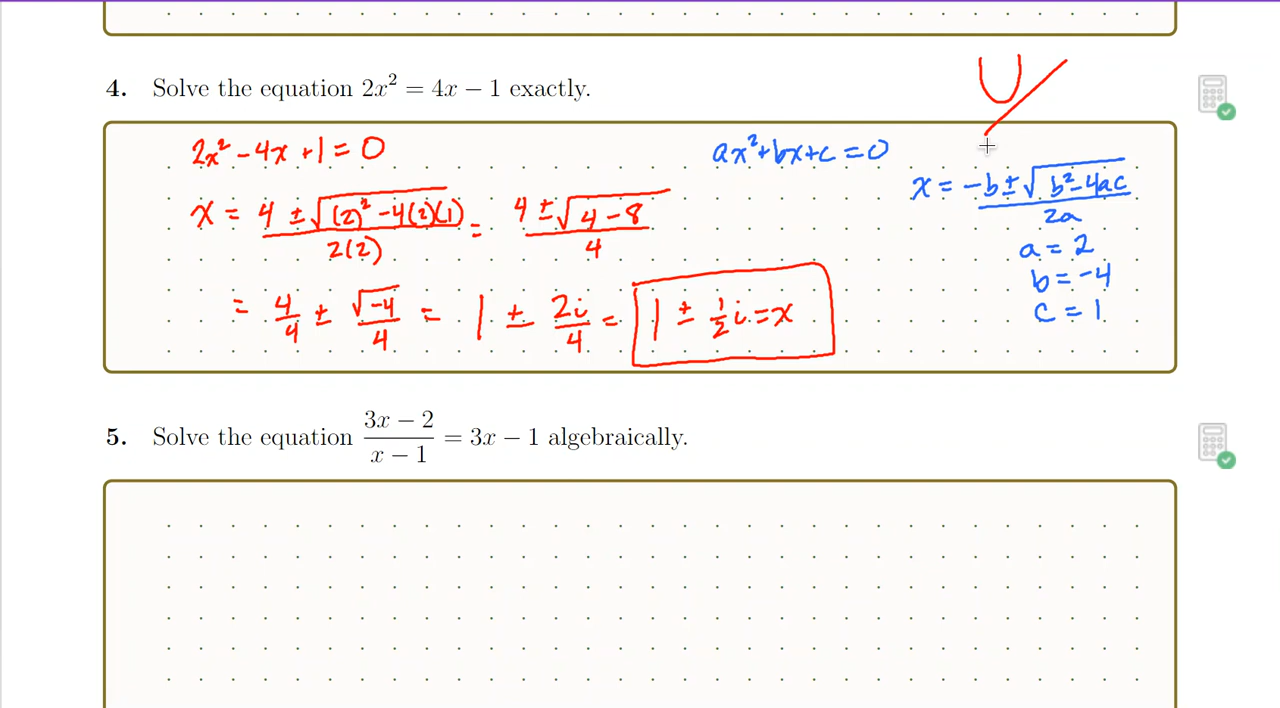 4. Solve the equation 2x² = 4x − 1 exactly.
2x² - 4x + 1 = 0
ax² + bx + c = 0
x = (4 ± √((2)² - 4(2)(1))) / 2(2) = (4 ± √(4 - 8)) / 4
x = (-b ± √(b² - 4ac)) / 2a
a = 2
b = -4
c = 1
= 4/4 ± √-4/4 = 1 ± 2i/4 = 1 ± 1/2 i = x
5. Solve the equation (3x − 2)/(x − 1) = 3x − 1 algebraically.